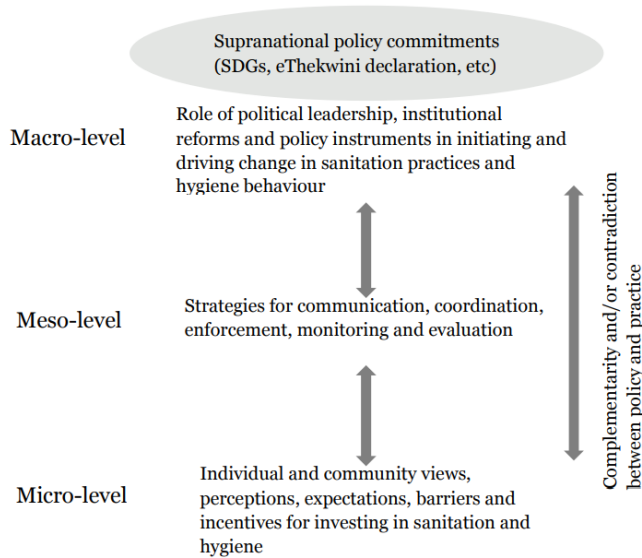 Supranational policy commitments
(SDGs, eThekwini declaration, etc)
Macro-level
Role of political leadership, institutional
reforms and policy instruments in initiating and
driving change in sanitation practices and
hygiene behaviour
Meso-level
Strategies for communication, coordination,
enforcement, monitoring and evaluation
Micro-level
Individual and community views,
perceptions, expectations, barriers and
incentives for investing in sanitation and
hygiene
Complementarity and/or contradiction
between policy and practice